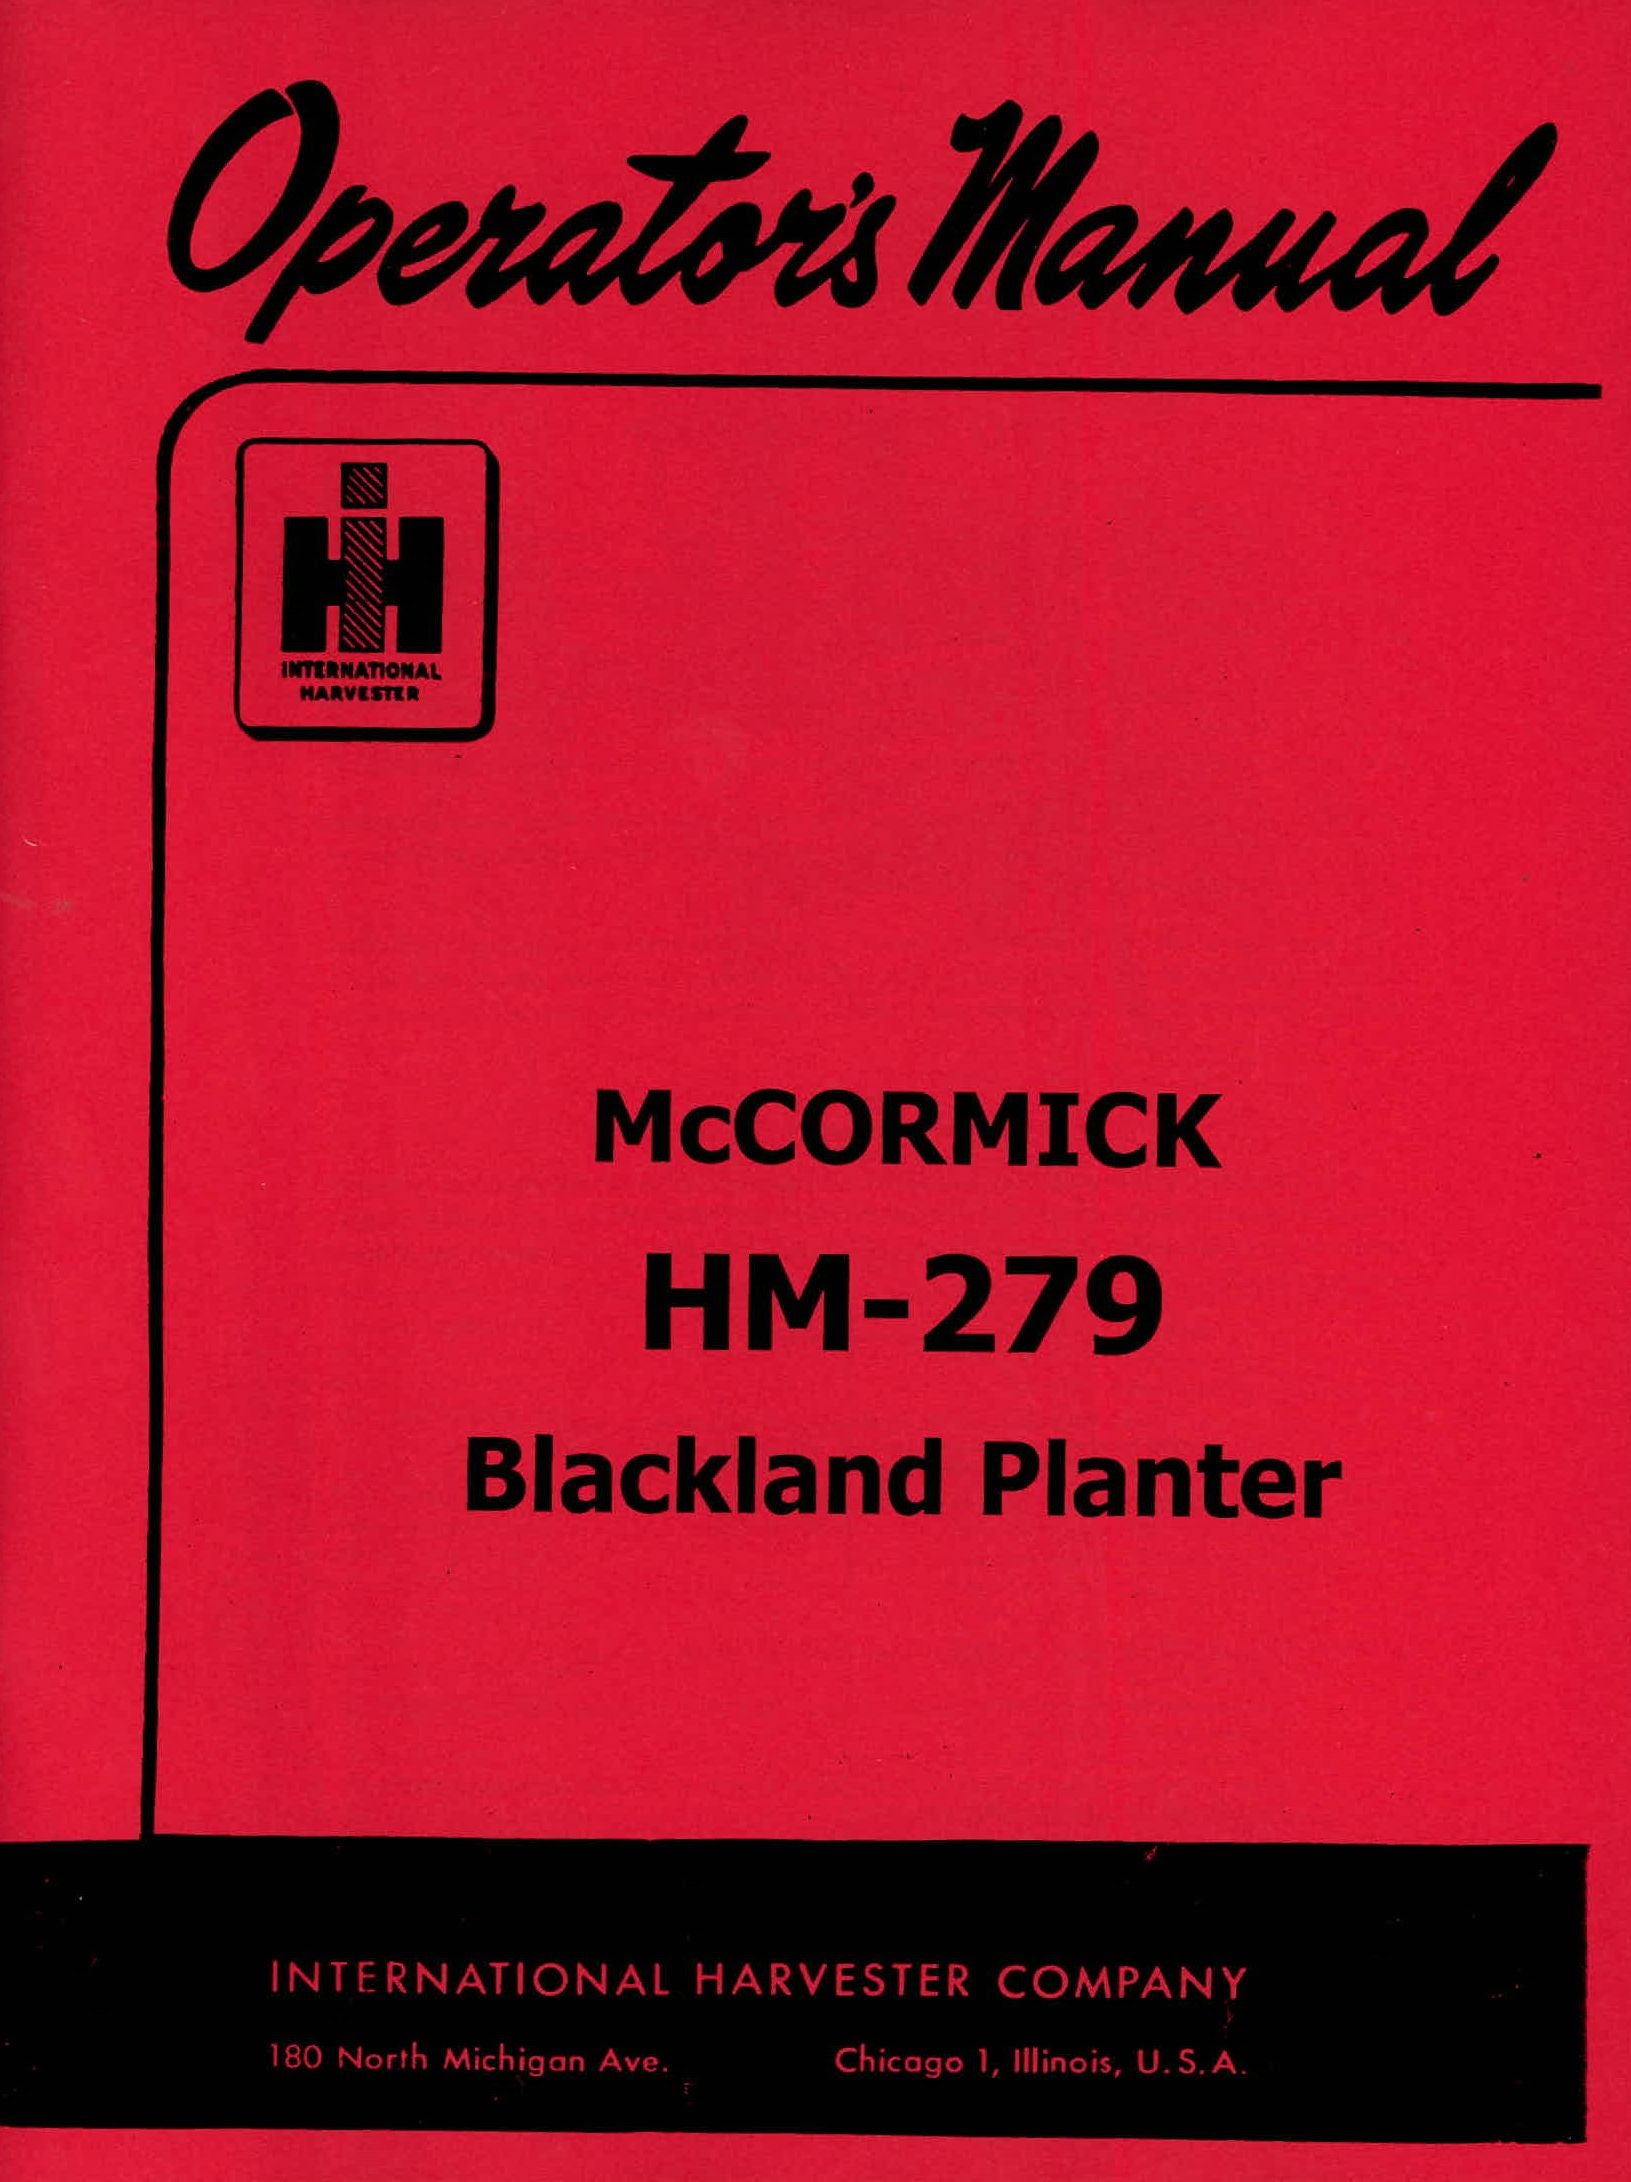 Operator's Manual
IH
INTERNATIONAL
HARVESTER
McCORMICK
HM-279
Blackland Planter
INTERNATIONAL HARVESTER COMPANY
180 North Michigan Ave. Chicago 1, Illinois, U.S.A.